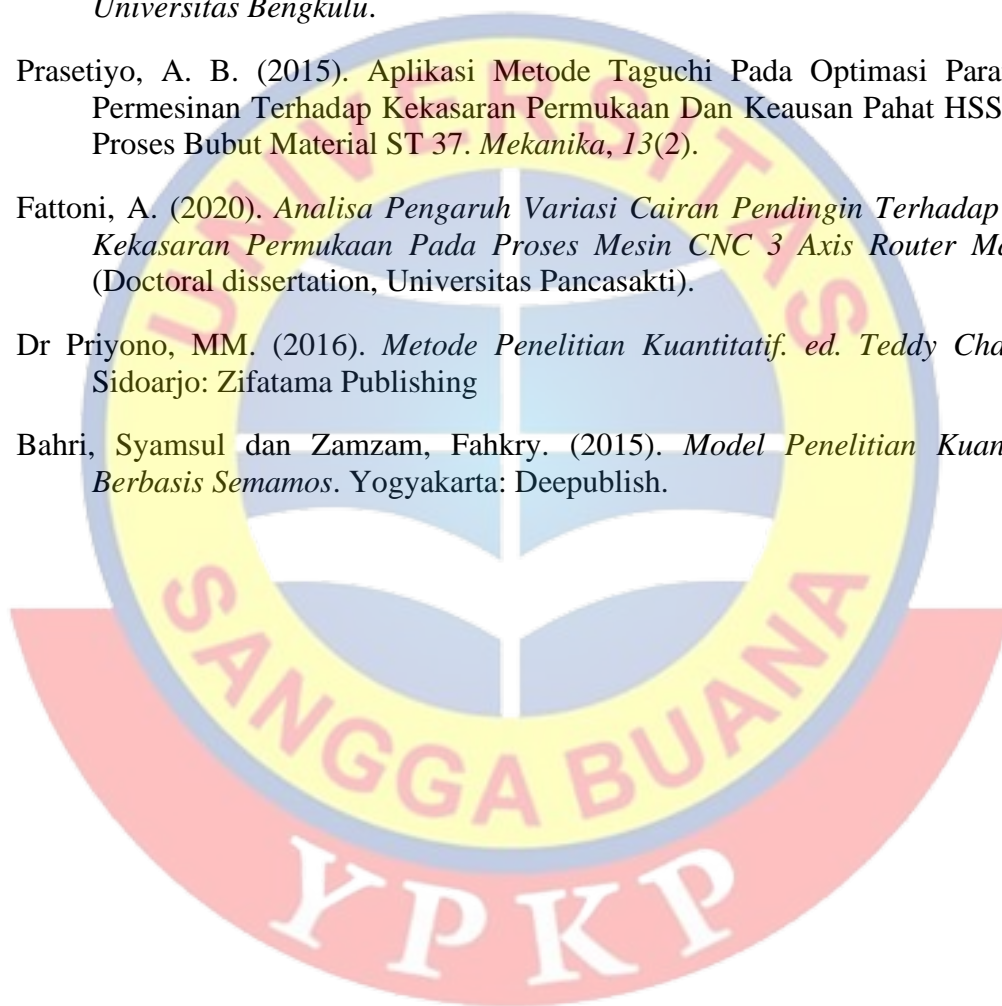 Universitas Bengkulu.
Prasetiyo, A. B. (2015). Aplikasi Metode Taguchi Pada Optimasi Para
Permesinan Terhadap Kekasaran Permukaan Dan Keausan Pahat HSS
Proses Bubut Material ST 37. Mekanika, 13(2).
Fattoni, A. (2020). Analisa Pengaruh Variasi Cairan Pendingin Terhadap
Kekasaran Permukaan Pada Proses Mesin CNC 3 Axis Router Ma
(Doctoral dissertation, Universitas Pancasakti).
Dr Priyono, MM. (2016). Metode Penelitian Kuantitatif. ed. Teddy Cha
Sidoarjo: Zifatama Publishing
Bahri, Syamsul dan Zamzam, Fahkry. (2015). Model Penelitian Kuan
Berbasis Semamos. Yogyakarta: Deepublish.
UNIVERSITAS
SANGGA BUANA
YPKP